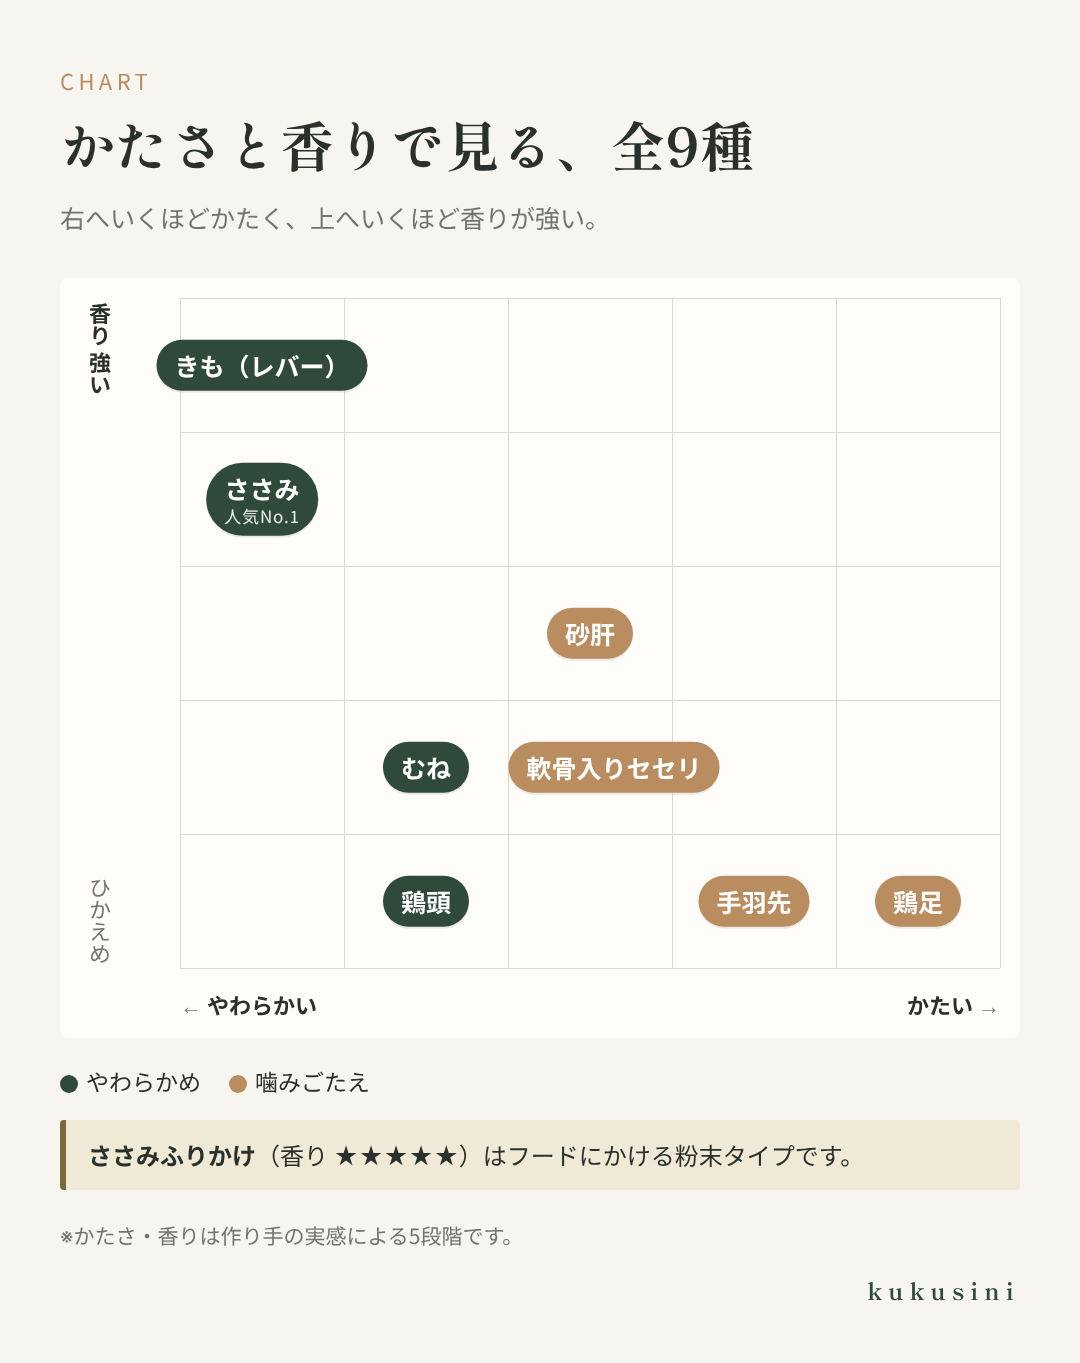 CHART
かたさと香りで見る、全9種
右へいくほどかたく、上へいくほど香りが強い。
香り強い
きも（レバー）
ささみ
人気No.1
砂肝
むね
軟骨入りセセリ
鶏頭
手羽先
鶏足
ひかえめ
← やわらかい
かたい →
やわらかめ
噛みごたえ
ささみふりかけ（香り ★★★★★）はフードにかける粉末タイプです。
※かたさ・香りは作り手の実感による5段階です。
kukusini